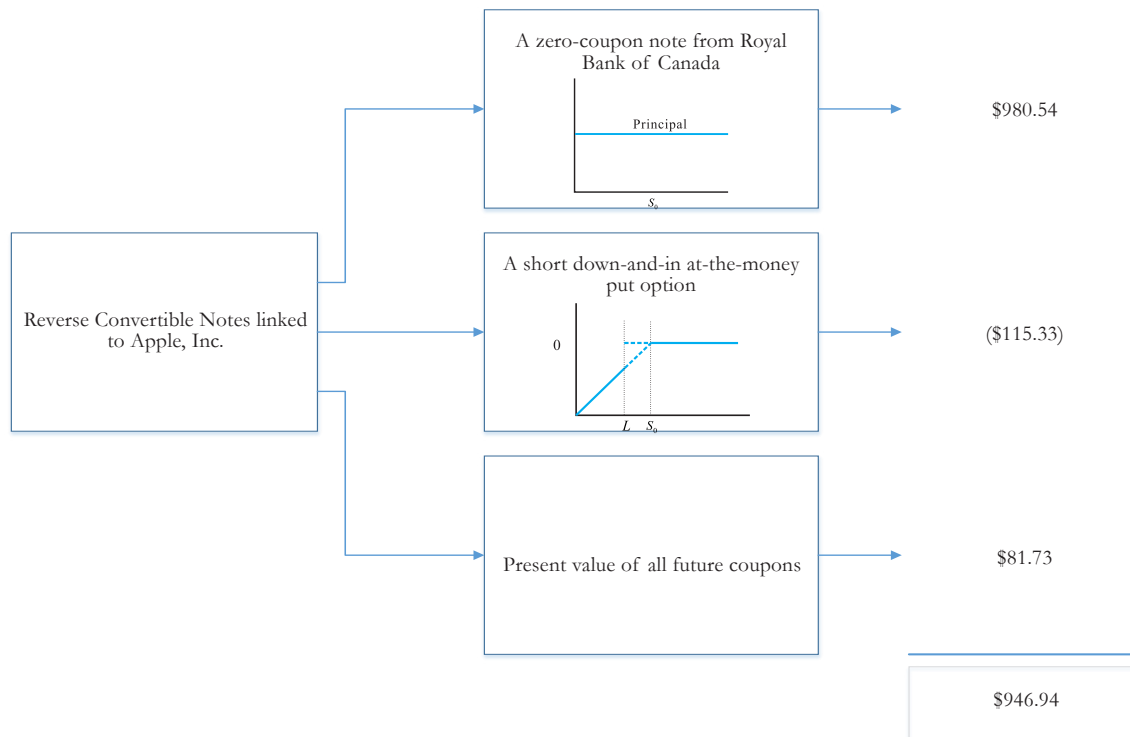 A zero-coupon note from Royal
Bank of Canada
Principal
S₀
$980.54
Reverse Convertible Notes linked
to Apple, Inc.
A short down-and-in at-the-money
put option
0
L S₀
($115.33)
Present value of all future coupons
$81.73
$946.94